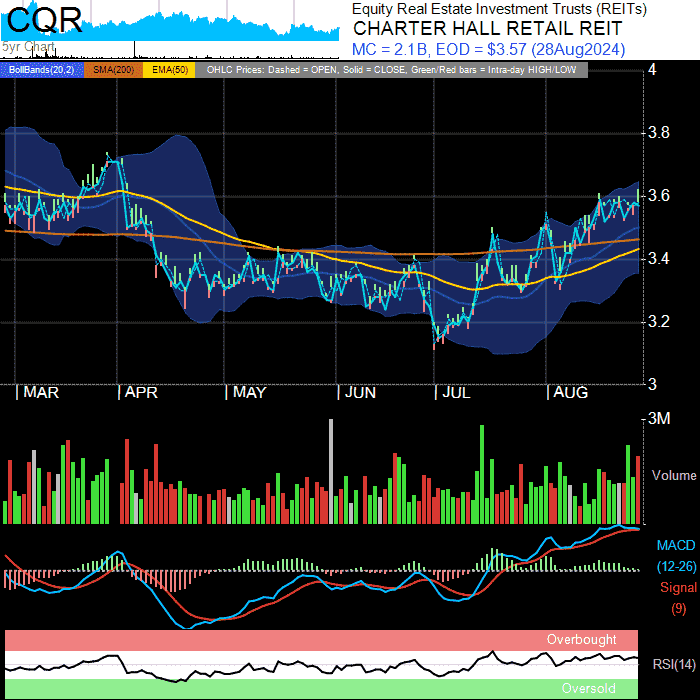 CQR
5yr Chart
Equity Real Estate Investment Trusts (REITs)
CHARTER HALL RETAIL REIT
MC = 2.1B, EOD = $3.57 (28Aug2024)
BollBands(20,2) SMA(200) EMA(50) OHLC Prices: Dashed = OPEN, Solid = CLOSE, Green/Red bars = Intra-day HIGH/LOW
4
3.8
3.6
3.4
3.2
3
| MAR | APR | MAY | JUN | JUL | AUG
3M
Volume
MACD
(12-26)
Signal
(9)
Overbought
RSI(14)
Oversold